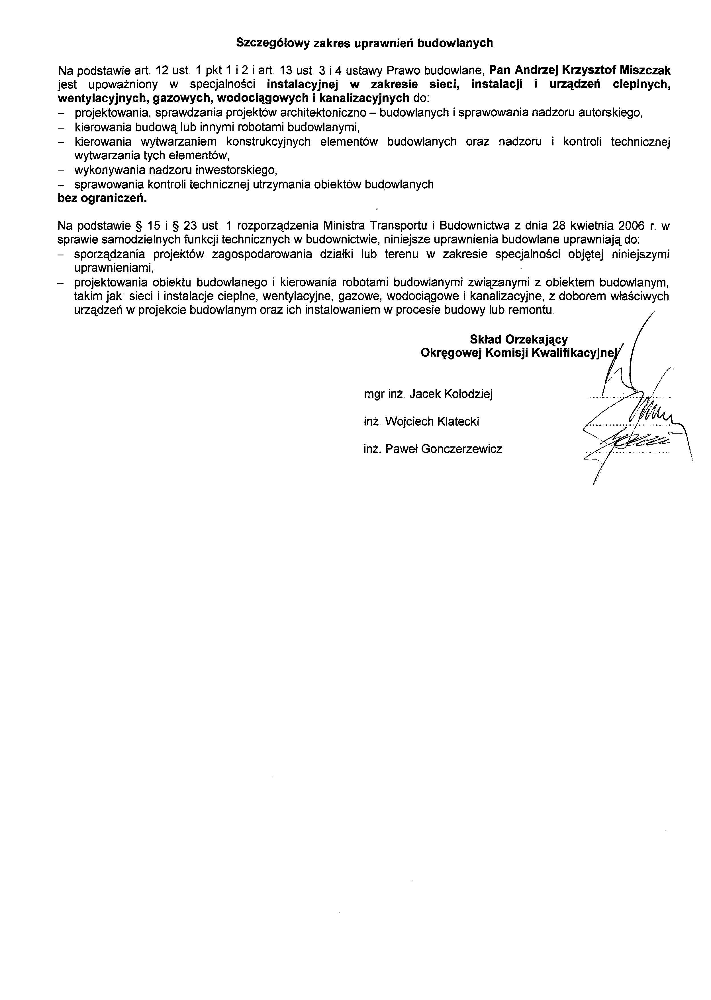 Szczegółowy zakres uprawnień budowlanych
Na podstawie art. 12 ust. 1 pkt 1 i 2 i art. 13 ust. 3 i 4 ustawy Prawo budowlane, Pan Andrzej Krzysztof Miszczak
jest upoważniony w specjalności instalacyjnej w zakresie sieci, instalacji i urządzeń cieplnych,
wentylacyjnych, gazowych, wodociągowych i kanalizacyjnych do:
– projektowania, sprawdzania projektów architektoniczno – budowlanych i sprawowania nadzoru autorskiego,
– kierowania budową lub innymi robotami budowlanymi,
– kierowania wytwarzaniem konstrukcyjnych elementów budowlanych oraz nadzoru i kontroli technicznej
wytwarzania tych elementów,
– wykonywania nadzoru inwestorskiego,
– sprawowania kontroli technicznej utrzymania obiektów budowlanych
bez ograniczeń.
Na podstawie § 15 i § 23 ust. 1 rozporządzenia Ministra Transportu i Budownictwa z dnia 28 kwietnia 2006 r. w
sprawie samodzielnych funkcji technicznych w budownictwie, niniejsze uprawnienia budowlane uprawniają do:
– sporządzania projektów zagospodarowania działki lub terenu w zakresie specjalności objętej niniejszymi
uprawnieniami,
– projektowania obiektu budowlanego i kierowania robotami budowlanymi związanymi z obiektem budowlanym,
takim jak: sieci i instalacje cieplne, wentylacyjne, gazowe, wodociągowe i kanalizacyjne, z doborem właściwych
urządzeń w projekcie budowlanym oraz ich instalowaniem w procesie budowy lub remontu.
Skład Orzekający
Okręgowej Komisji Kwalifikacyjnej
mgr inż. Jacek Kołodziej
inż. Wojciech Klatecki
inż. Paweł Gonczerzewicz